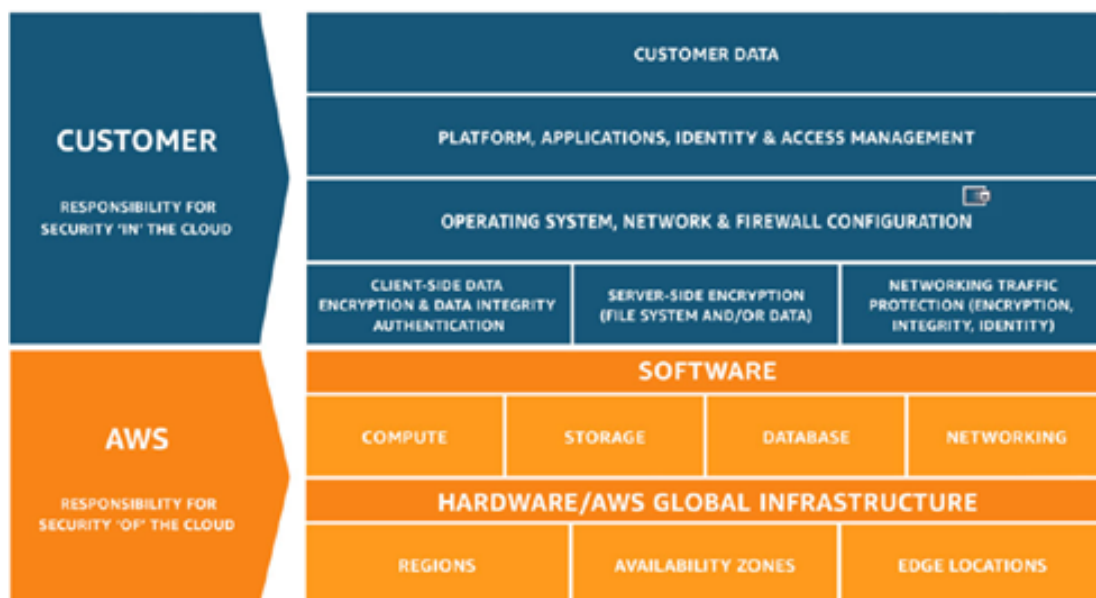 CUSTOMER DATA
CUSTOMER
RESPONSIBILITY FOR
SECURITY 'IN' THE CLOUD
PLATFORM, APPLICATIONS, IDENTITY & ACCESS MANAGEMENT
OPERATING SYSTEM, NETWORK & FIREWALL CONFIGURATION
CLIENT-SIDE DATA
ENCRYPTION & DATA INTEGRITY
AUTHENTICATION
SERVER-SIDE ENCRYPTION
(FILE SYSTEM AND/OR DATA)
NETWORKING TRAFFIC
PROTECTION (ENCRYPTION,
INTEGRITY, IDENTITY)
AWS
RESPONSIBILITY FOR
SECURITY 'OF' THE CLOUD
SOFTWARE
COMPUTE
STORAGE
DATABASE
NETWORKING
HARDWARE/AWS GLOBAL INFRASTRUCTURE
REGIONS
AVAILABILITY ZONES
EDGE LOCATIONS